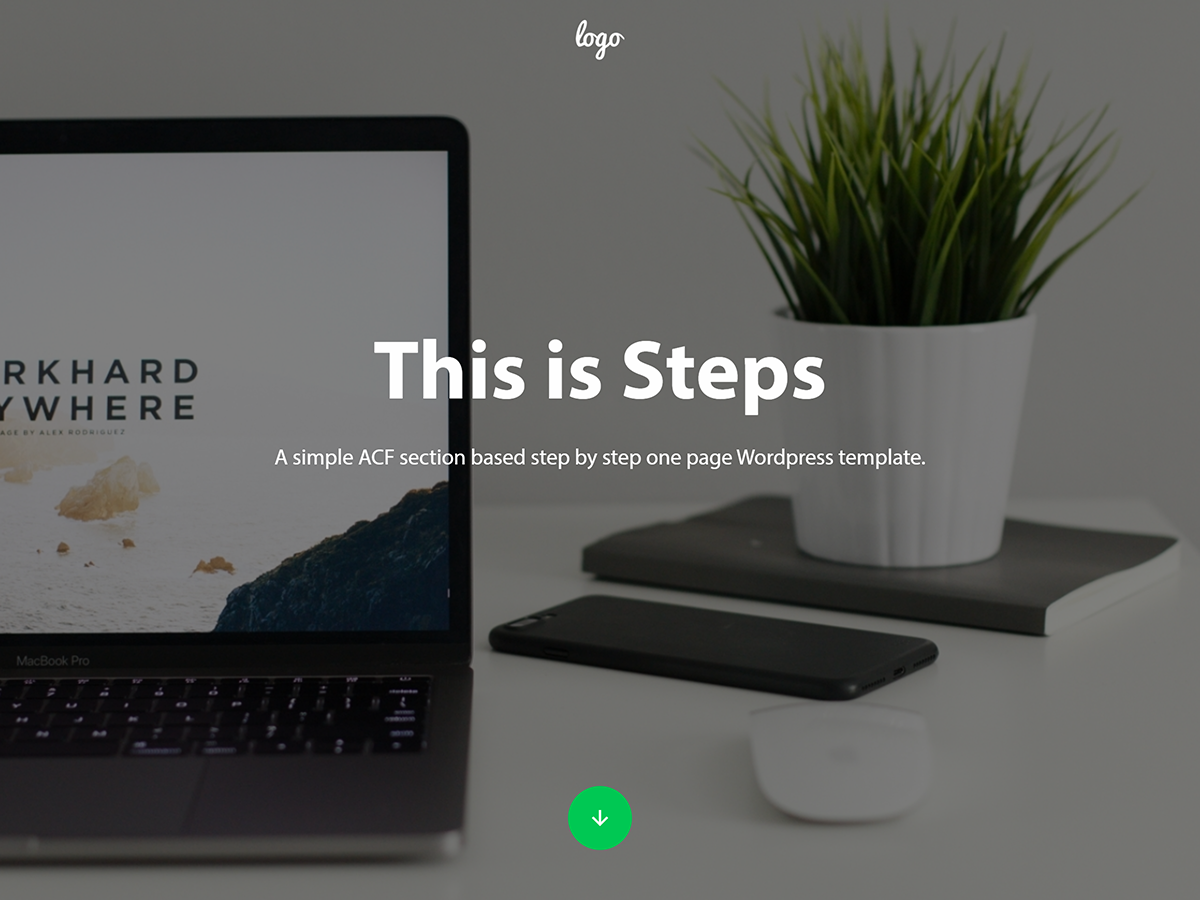 logo
RKHARD
YWHERE
AGE BY ALEX RODRIGUEZ
This is Steps
A simple ACF section based step by step one page Wordpress template.
MacBook Pro